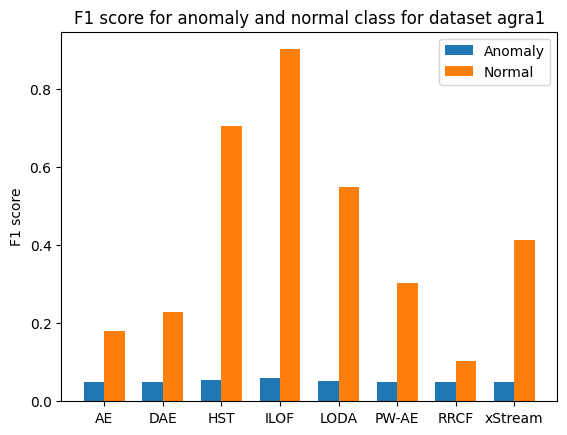 F1 score for anomaly and normal class for dataset agra1
Anomaly
Normal
F1 score
0.8
0.6
0.4
0.2
0.0
AE DAE HST ILOF LODA PW-AE RRCF xStream